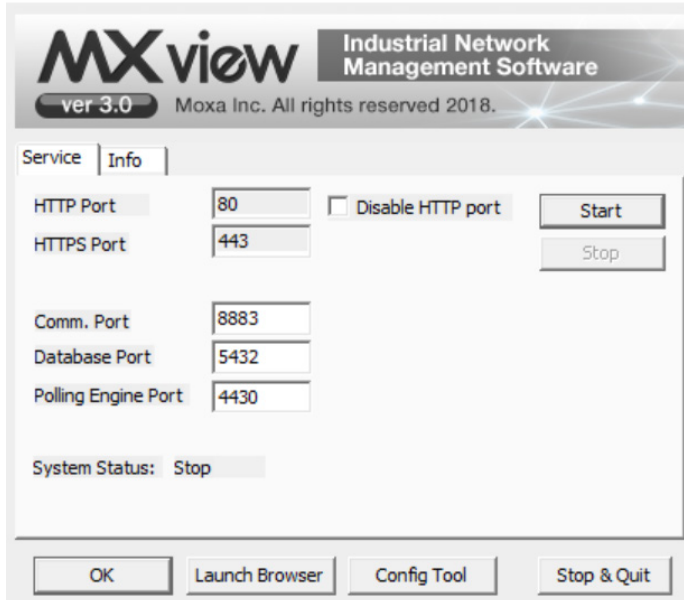 MXview
Industrial Network
Management Software
ver 3.0 Moxa Inc. All rights reserved 2018.
Service Info
HTTP Port 80 Disable HTTP port Start
HTTPS Port 443 Stop
Comm. Port 8883
Database Port 5432
Polling Engine Port 4430
System Status: Stop
OK Launch Browser Config Tool Stop & Quit